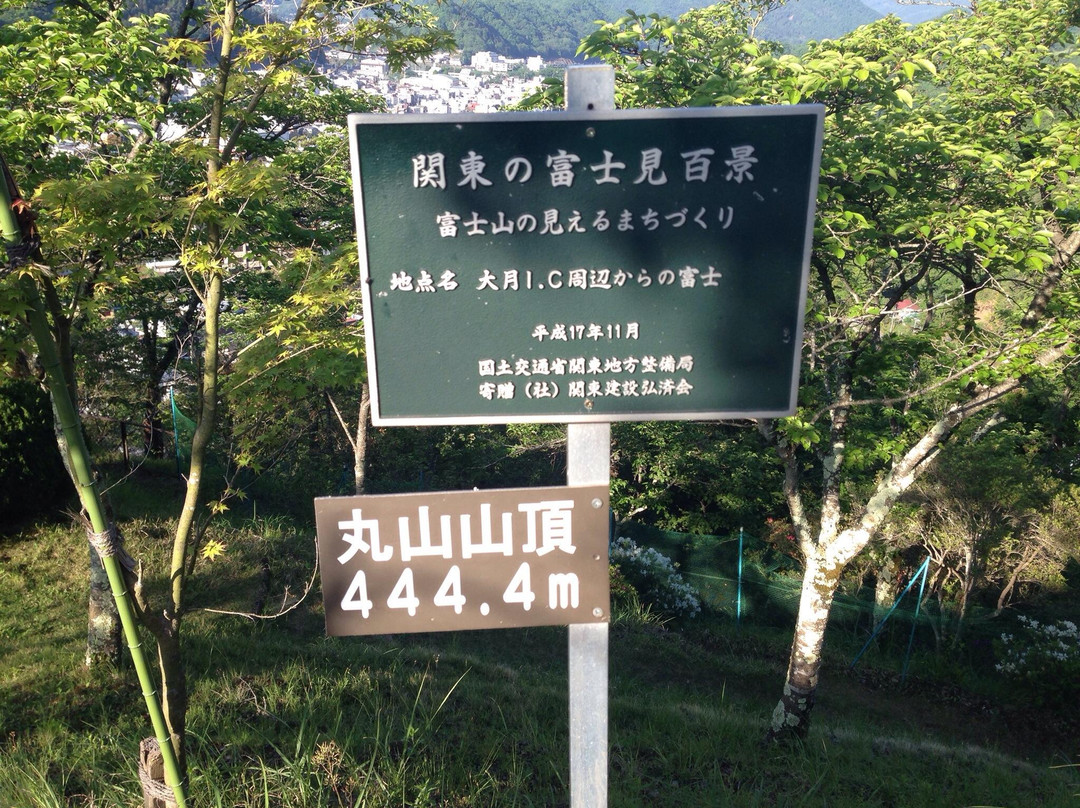 関東の富士見百景
富士山の見えるまちづくり
地点名 大月I.C周辺からの富士
平成17年11月
国土交通省関東地方整備局
寄贈（社）関東建設弘済会
丸山山頂
444.4m